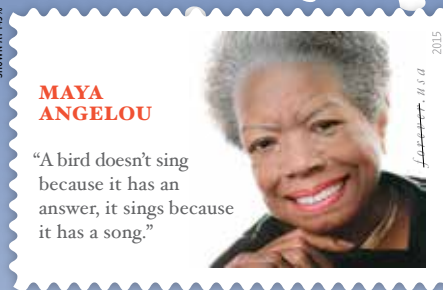 MAYA
ANGELOU
“A bird doesn’t sing
because it has an
answer, it sings because
it has a song.”
forever.usa
2015